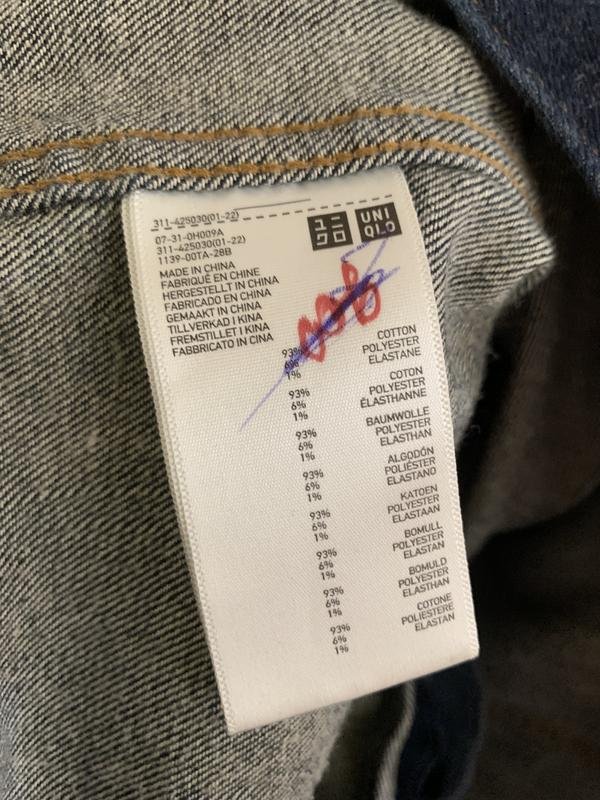 311-425030(01-22)
07-31-0H009A
311-425030(01-22)
1139-00TA-28B
ユニ
クロ
UNI
QLO
MADE IN CHINA
FABRIQUÉ EN CHINE
HERGESTELLT IN CHINA
FABRICADO EN CHINA
GEMAAKT IN CHINA
TILLVERKAD I KINA
FREMSTILLET I KINA
FABBRICATO IN CINA
93% COTTON
6% POLYESTER
1% ELASTANE
93% COTON
6% POLYESTER
1% ÉLASTHANNE
93% BAUMWOLLE
6% POLYESTER
1% ELASTHAN
93% ALGODÓN
6% POLIÉSTER
1% ELASTANO
93% KATOEN
6% POLYESTER
1% ELASTAAN
93% BOMULL
6% POLYESTER
1% ELASTAN
93% BOMULD
6% POLYESTER
1% ELASTHAN
93% COTONE
6% POLIESTERE
1% ELASTAN